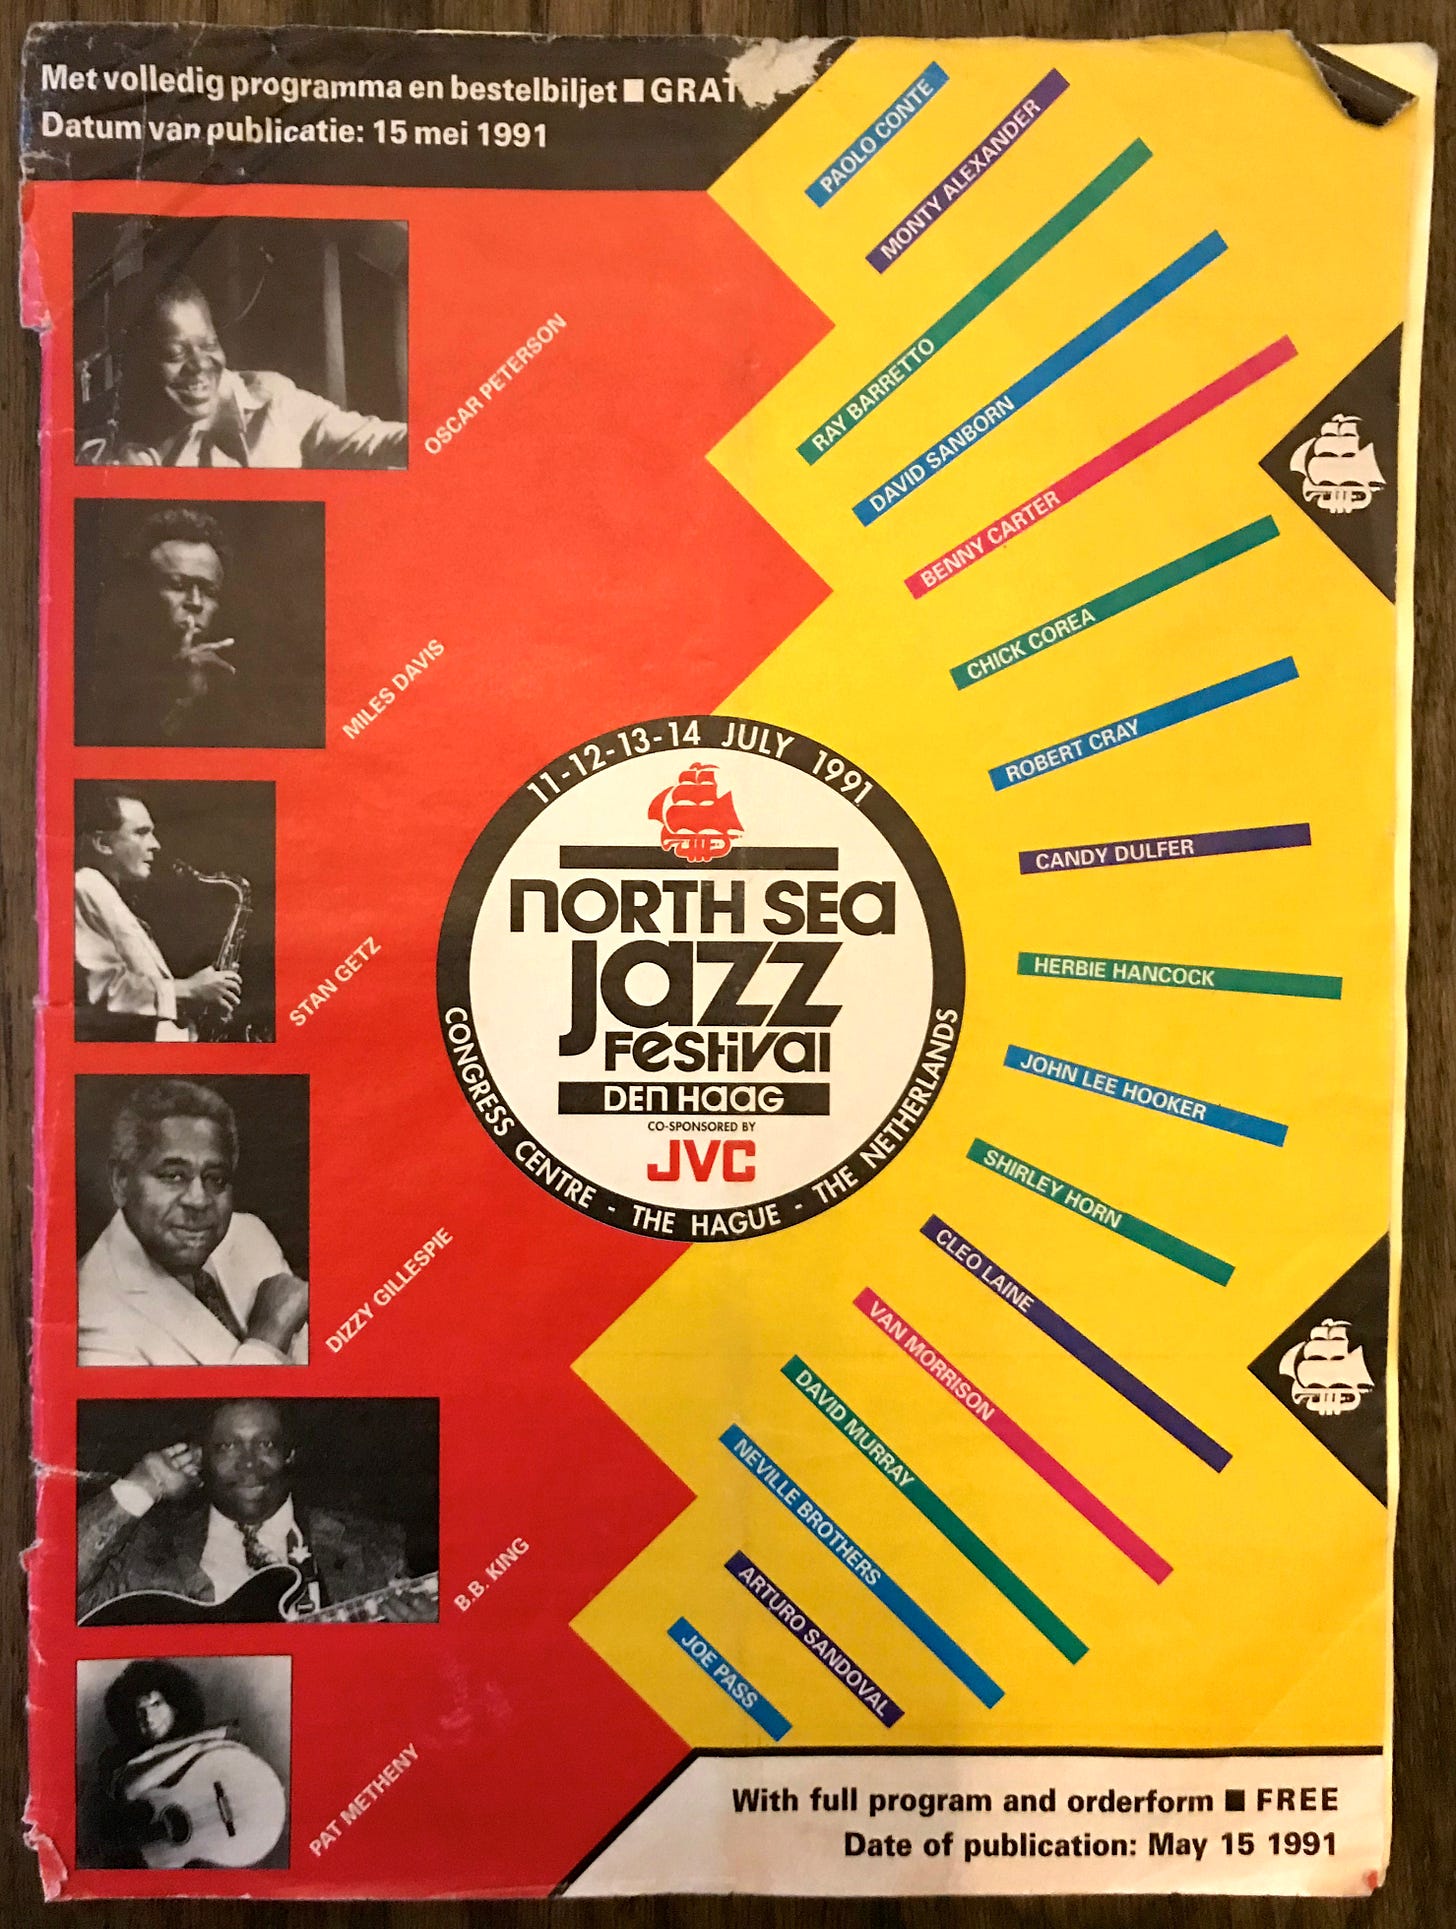 Met volledig programma en bestelbiljet ■ GRAT
Datum van publicatie: 15 mei 1991
OSCAR PETERSON
MILES DAVIS
STAN GETZ
DIZZY GILLESPIE
B.B. KING
PAT METHENY
11-12-13-14 JULY 1991
NORTH SEA
Jazz
FESTIVAL
DEN HAAG
CO-SPONSORED BY
JVC
CONGRESS CENTRE - THE HAGUE - THE NETHERLANDS
PAOLO CONTE
MONTY ALEXANDER
RAY BARRETTO
DAVID SANBORN
BENNY CARTER
CHICK COREA
ROBERT CRAY
CANDY DULFER
HERBIE HANCOCK
JOHN LEE HOOKER
SHIRLEY HORN
CLEO LAINE
VAN MORRISON
DAVID MURRAY
NEVILLE BROTHERS
ARTURO SANDOVAL
JOE PASS
With full program and orderform ■ FREE
Date of publication: May 15 1991